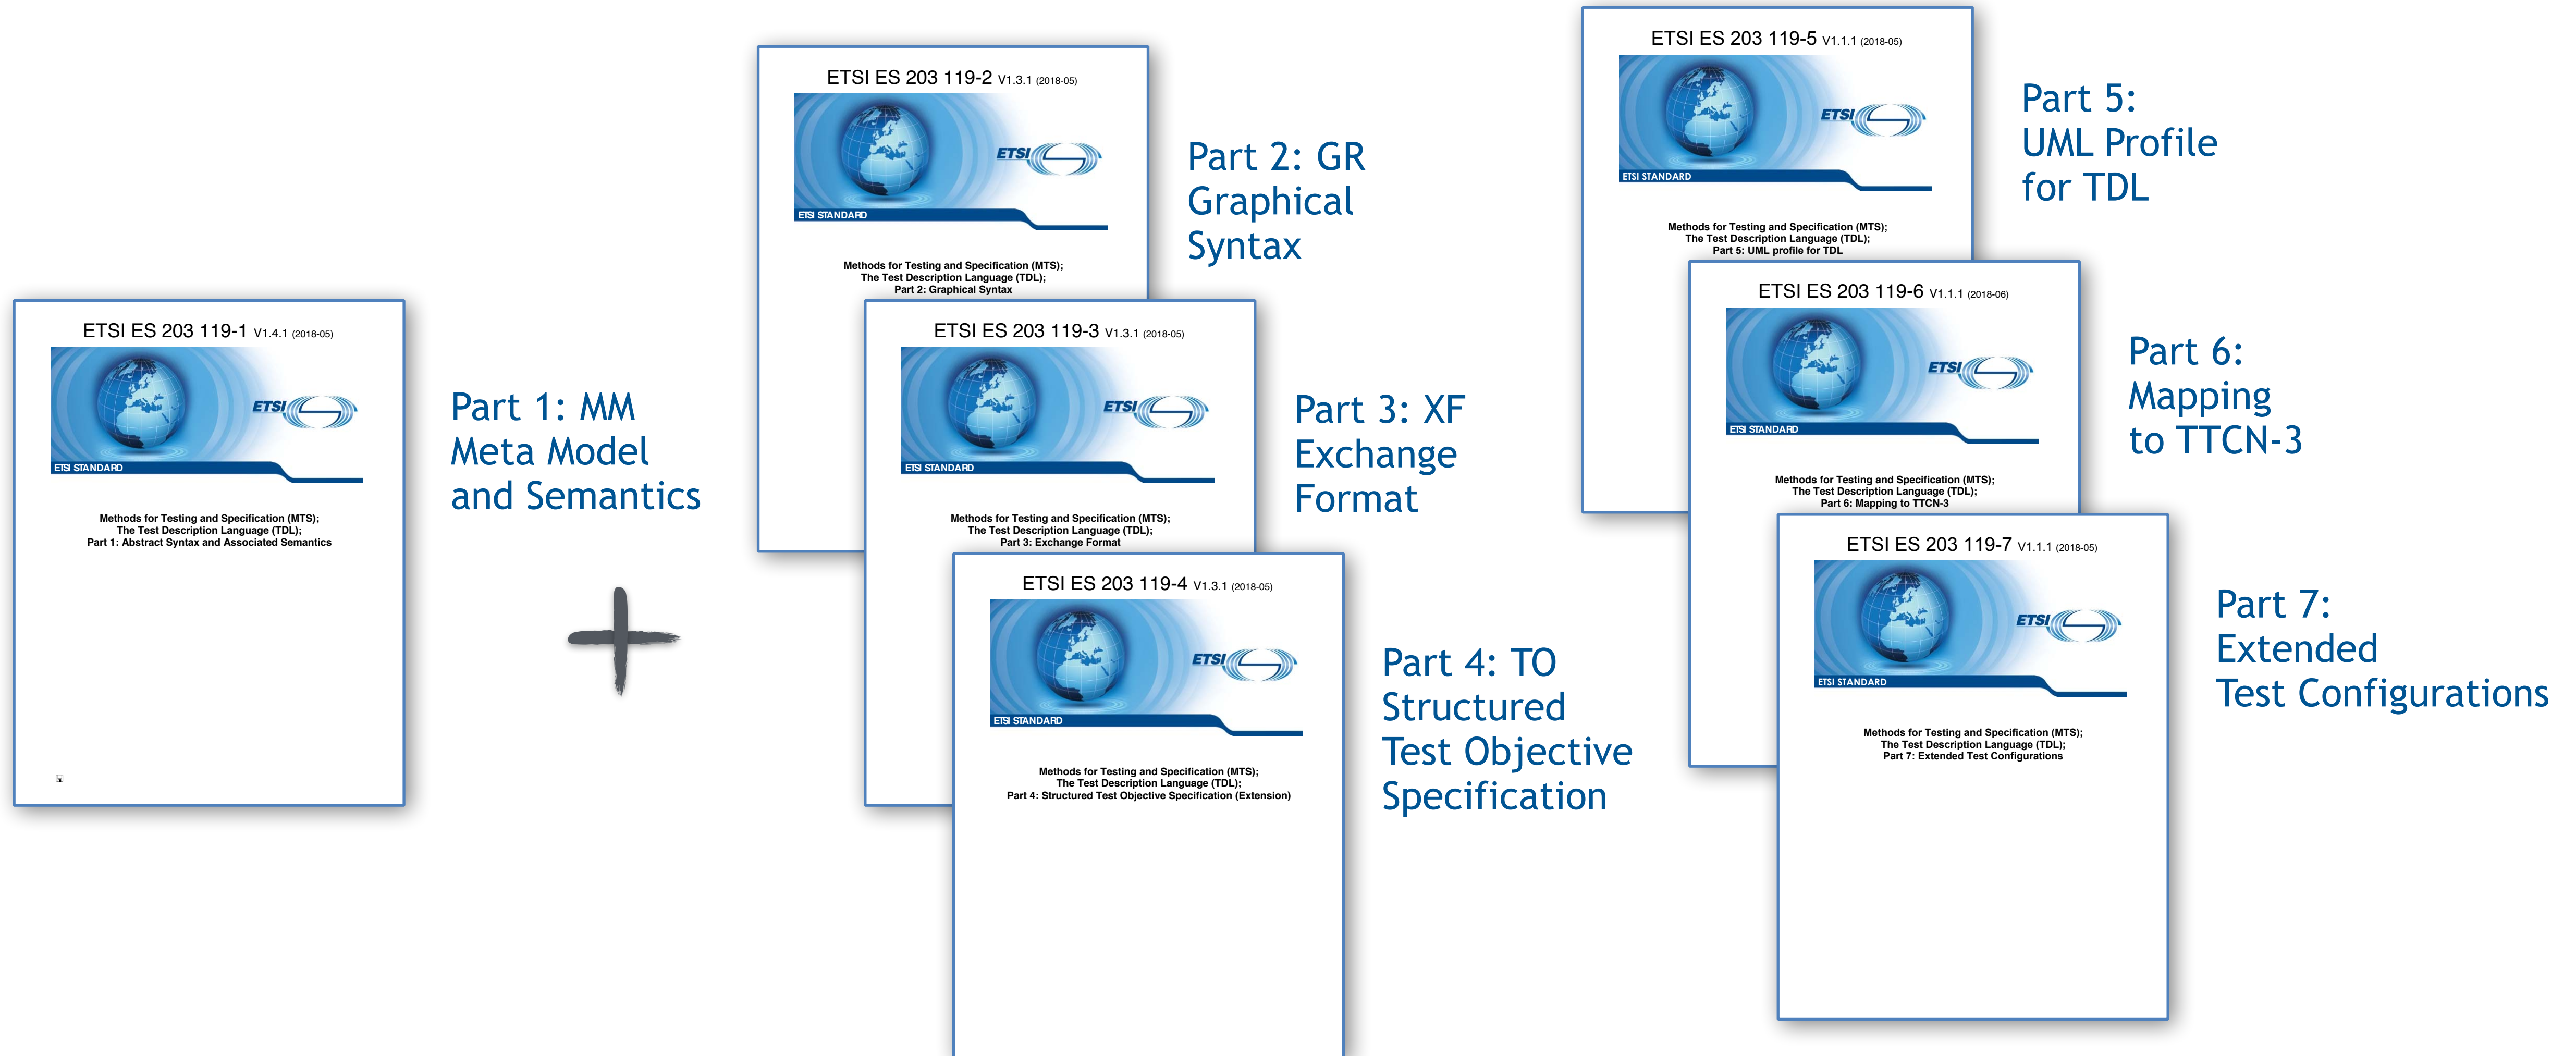 ETSI ES 203 119-1 V1.4.1 (2018-05)
ETSI
ETSI STANDARD
Methods for Testing and Specification (MTS);
The Test Description Language (TDL);
Part 1: Abstract Syntax and Associated Semantics
Part 1: MM
Meta Model
and Semantics
ETSI ES 203 119-2 V1.3.1 (2018-05)
ETSI
ETSI STANDARD
Methods for Testing and Specification (MTS);
The Test Description Language (TDL);
Part 2: Graphical Syntax
Part 2: GR
Graphical
Syntax
ETSI ES 203 119-3 V1.3.1 (2018-05)
ETSI
ETSI STANDARD
Methods for Testing and Specification (MTS);
The Test Description Language (TDL);
Part 3: Exchange Format
Part 3: XF
Exchange
Format
ETSI ES 203 119-4 V1.3.1 (2018-05)
ETSI
ETSI STANDARD
Methods for Testing and Specification (MTS);
The Test Description Language (TDL);
Part 4: Structured Test Objective Specification (Extension)
Part 4: TO
Structured
Test Objective
Specification
ETSI ES 203 119-5 V1.1.1 (2018-05)
ETSI
ETSI STANDARD
Methods for Testing and Specification (MTS);
The Test Description Language (TDL);
Part 5: UML profile for TDL
Part 5:
UML Profile
for TDL
ETSI ES 203 119-6 V1.1.1 (2018-06)
ETSI
ETSI STANDARD
Methods for Testing and Specification (MTS);
The Test Description Language (TDL);
Part 6: Mapping to TTCN-3
Part 6:
Mapping
to TTCN-3
ETSI ES 203 119-7 V1.1.1 (2018-05)
ETSI
ETSI STANDARD
Methods for Testing and Specification (MTS);
The Test Description Language (TDL);
Part 7: Extended Test Configurations
Part 7:
Extended
Test Configurations